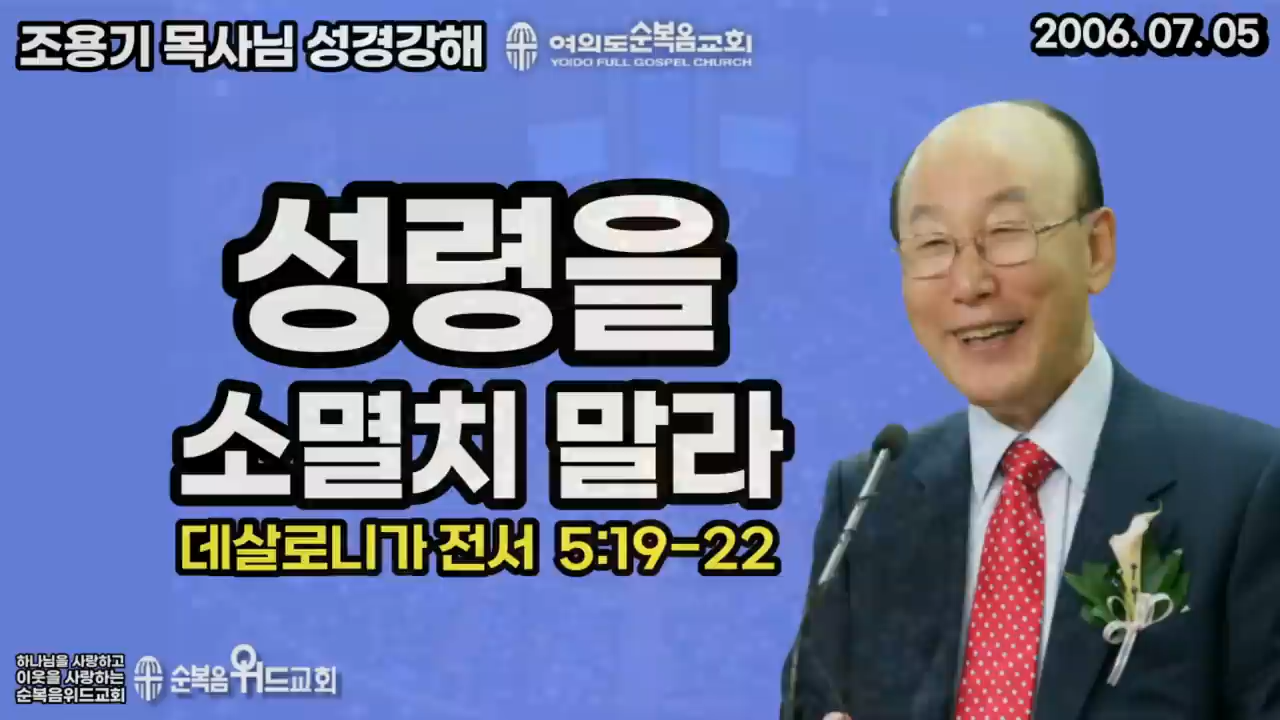 조용기 목사님 성경강해
여의도순복음교회
YOIDO FULL GOSPEL CHURCH
2006. 07. 05
성령을
소멸치 말라
데살로니가 전서 5:19-22
하나님을 사랑하고
이웃을 사랑하는
순복음위드교회
순복음위드교회